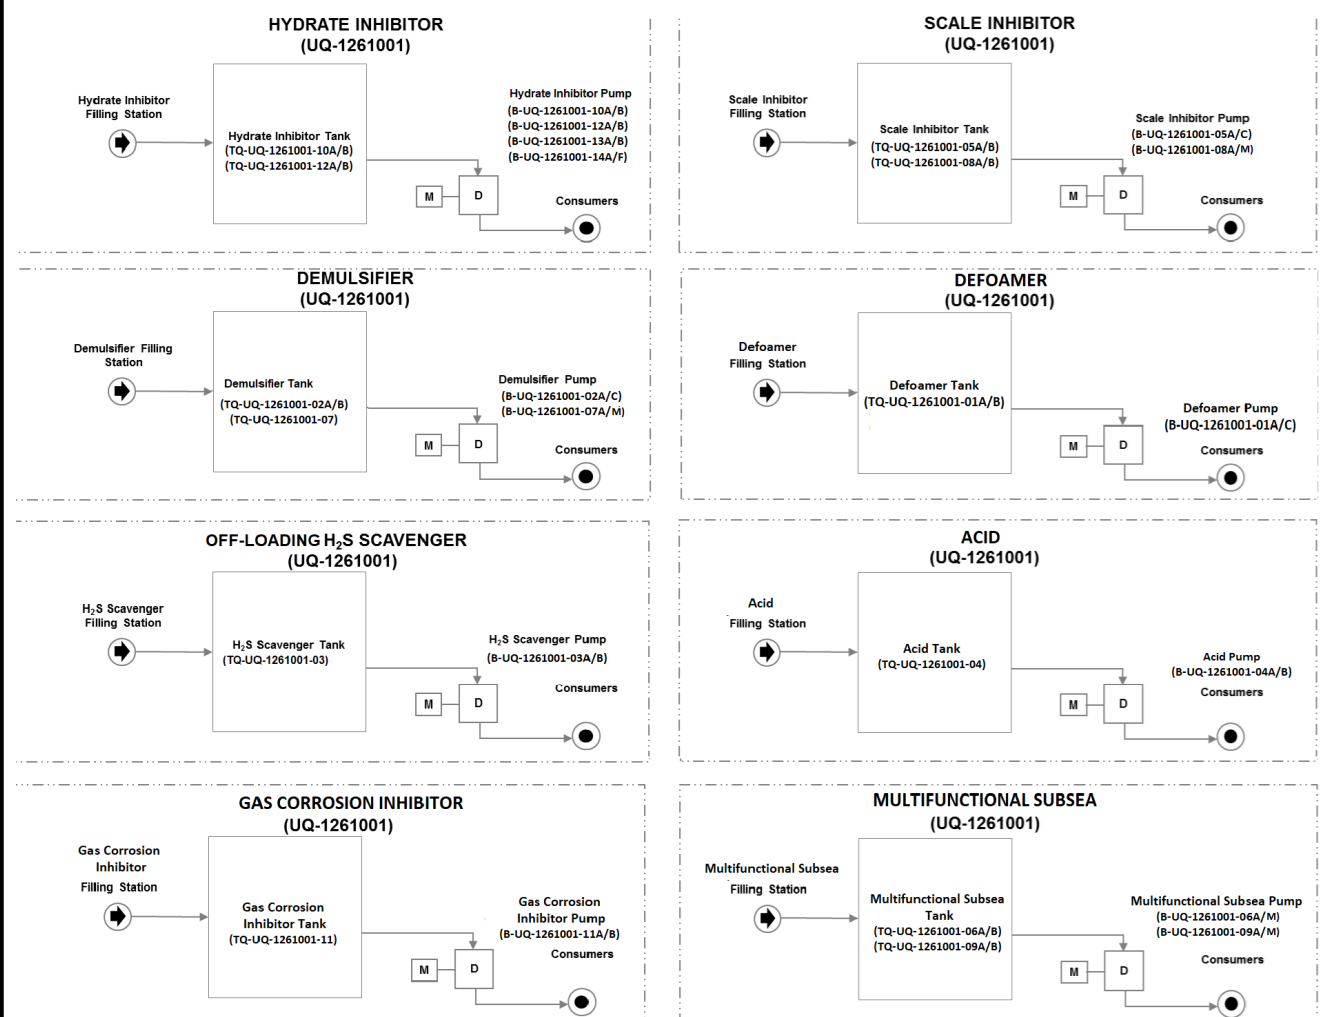 HYDRATE INHIBITOR
(UQ-1261001)
Hydrate Inhibitor
Filling Station
Hydrate Inhibitor Tank
(TQ-UQ-1261001-10A/B)
(TQ-UQ-1261001-12A/B)
Hydrate Inhibitor Pump
(B-UQ-1261001-10A/B)
(B-UQ-1261001-12A/B)
(B-UQ-1261001-13A/B)
(B-UQ-1261001-14A/F)
M
D
Consumers
SCALE INHIBITOR
(UQ-1261001)
Scale Inhibitor
Filling Station
Scale Inhibitor Tank
(TQ-UQ-1261001-05A/B)
(TQ-UQ-1261001-08A/B)
Scale Inhibitor Pump
(B-UQ-1261001-05A/C)
(B-UQ-1261001-08A/M)
M
D
Consumers
DEMULSIFIER
(UQ-1261001)
Demulsifier Filling
Station
Demulsifier Tank
(TQ-UQ-1261001-02A/B)
(TQ-UQ-1261001-07)
Demulsifier Pump
(B-UQ-1261001-02A/C)
(B-UQ-1261001-07A/M)
M
D
Consumers
DEFOAMER
(UQ-1261001)
Defoamer
Filling Station
Defoamer Tank
(TQ-UQ-1261001-01A/B)
Defoamer Pump
(B-UQ-1261001-01A/C)
M
D
Consumers
OFF-LOADING H₂S SCAVENGER
(UQ-1261001)
H₂S Scavenger
Filling Station
H₂S Scavenger Tank
(TQ-UQ-1261001-03)
H₂S Scavenger Pump
(B-UQ-1261001-03A/B)
M
D
Consumers
ACID
(UQ-1261001)
Acid
Filling Station
Acid Tank
(TQ-UQ-1261001-04)
Acid Pump
(B-UQ-1261001-04A/B)
M
D
Consumers
GAS CORROSION INHIBITOR
(UQ-1261001)
Gas Corrosion
Inhibitor
Filling Station
Gas Corrosion
Inhibitor Tank
(TQ-UQ-1261001-11)
Gas Corrosion
Inhibitor Pump
(B-UQ-1261001-11A/B)
M
D
Consumers
MULTIFUNCTIONAL SUBSEA
(UQ-1261001)
Multifunctional Subsea
Filling Station
Multifunctional Subsea
Tank
(TQ-UQ-1261001-06A/B)
(TQ-UQ-1261001-09A/B)
Multifunctional Subsea Pump
(B-UQ-1261001-06A/M)
(B-UQ-1261001-09A/M)
M
D
Consumers